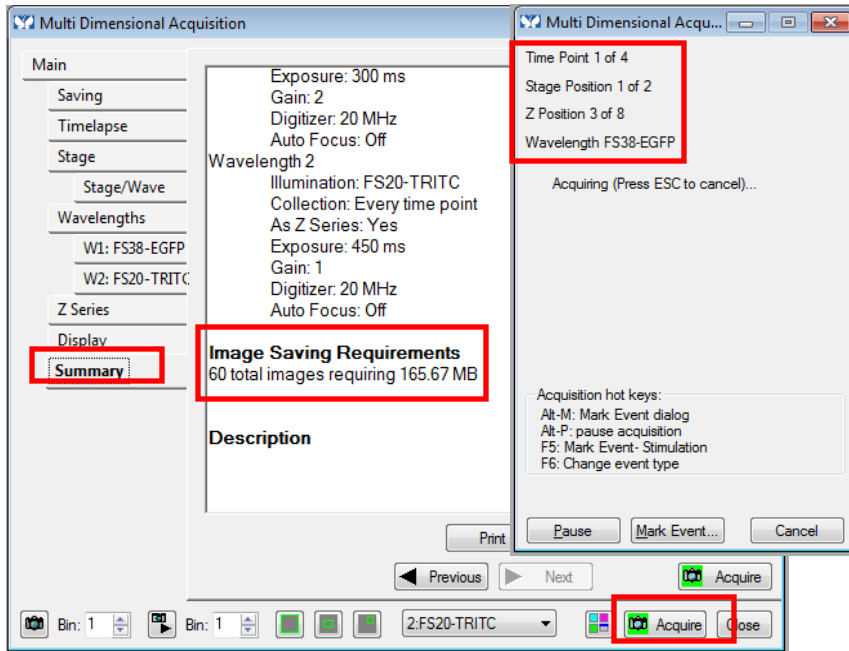 Multi Dimensional Acquisition
Main
Saving
Timelapse
Stage
Stage/Wave
Wavelengths
W1: FS38-EGFP
W2: FS20-TRITC
Z Series
Display
Summary
Exposure: 300 ms
Gain: 2
Digitizer: 20 MHz
Auto Focus: Off
Wavelength 2
Illumination: FS20-TRITC
Collection: Every time point
As Z Series: Yes
Exposure: 450 ms
Gain: 1
Digitizer: 20 MHz
Auto Focus: Off
Image Saving Requirements
60 total images requiring 165.67 MB
Description
Print
Previous
Next
Acquire
Bin: 1
Bin: 1
2:FS20-TRITC
Acquire
Close
Multi Dimensional Acqu...
Time Point 1 of 4
Stage Position 1 of 2
Z Position 3 of 8
Wavelength FS38-EGFP
Acquiring (Press ESC to cancel)...
Acquisition hot keys:
Alt-M: Mark Event dialog
Alt-P: pause acquisition
F5: Mark Event- Stimulation
F6: Change event type
Pause
Mark Event...
Cancel